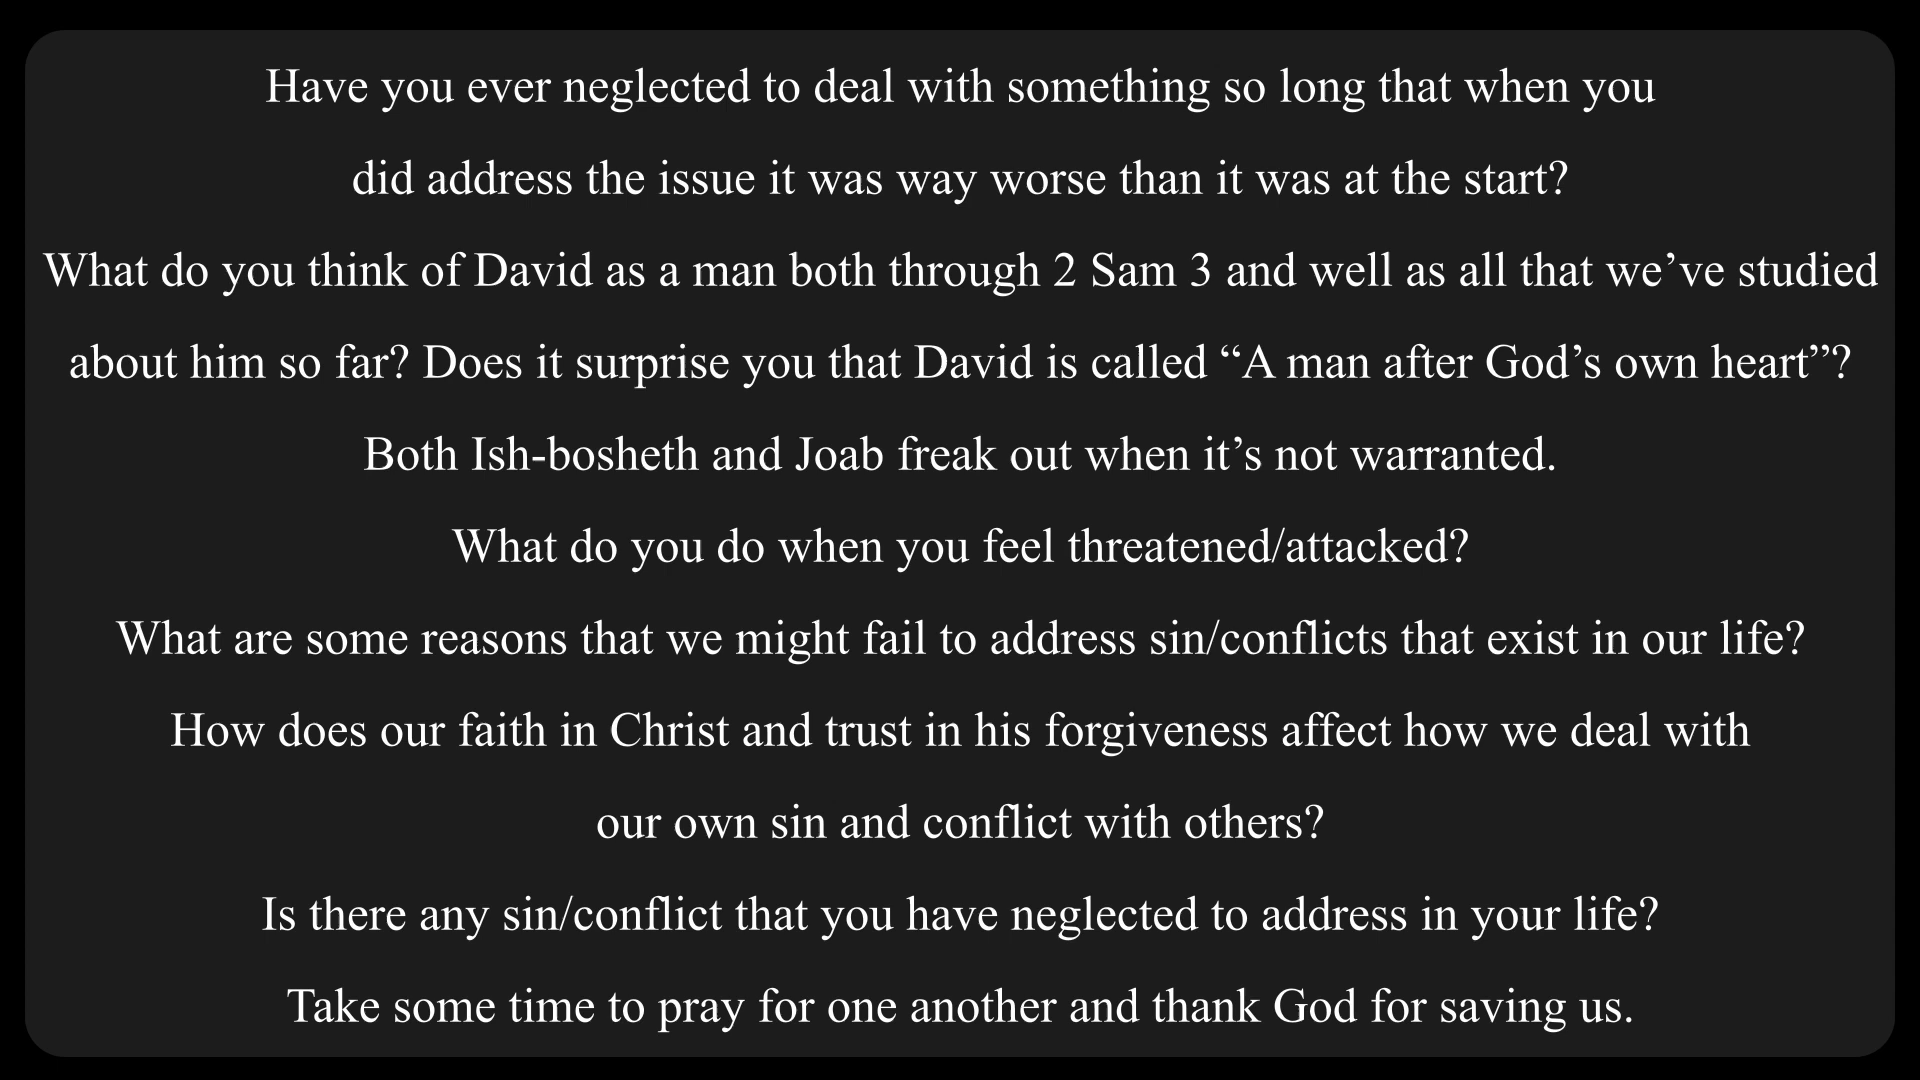 Have you ever neglected to deal with something so long that when you
did address the issue it was way worse than it was at the start?
What do you think of David as a man both through 2 Sam 3 and well as all that we’ve studied
about him so far? Does it surprise you that David is called “A man after God’s own heart”?
Both Ish-bosheth and Joab freak out when it’s not warranted.
What do you do when you feel threatened/attacked?
What are some reasons that we might fail to address sin/conflicts that exist in our life?
How does our faith in Christ and trust in his forgiveness affect how we deal with
our own sin and conflict with others?
Is there any sin/conflict that you have neglected to address in your life?
Take some time to pray for one another and thank God for saving us.